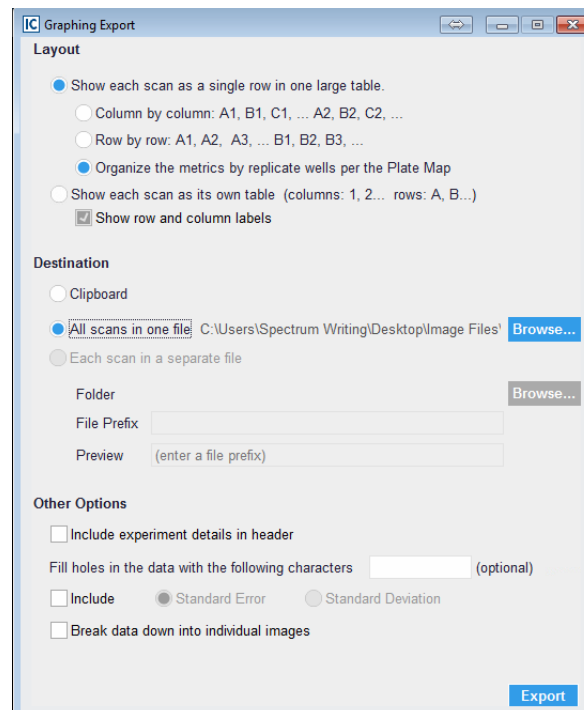 IC Graphing Export
Layout
Show each scan as a single row in one large table.
Column by column: A1, B1, C1, ... A2, B2, C2, ...
Row by row: A1, A2, A3, ... B1, B2, B3, ...
Organize the metrics by replicate wells per the Plate Map
Show each scan as its own table (columns: 1, 2... rows: A, B...)
Show row and column labels
Destination
Clipboard
All scans in one file C:\Users\Spectrum Writing\Desktop\Image Files\ Browse...
Each scan in a separate file
Folder Browse...
File Prefix
Preview (enter a file prefix)
Other Options
Include experiment details in header
Fill holes in the data with the following characters (optional)
Include Standard Error Standard Deviation
Break data down into individual images
Export